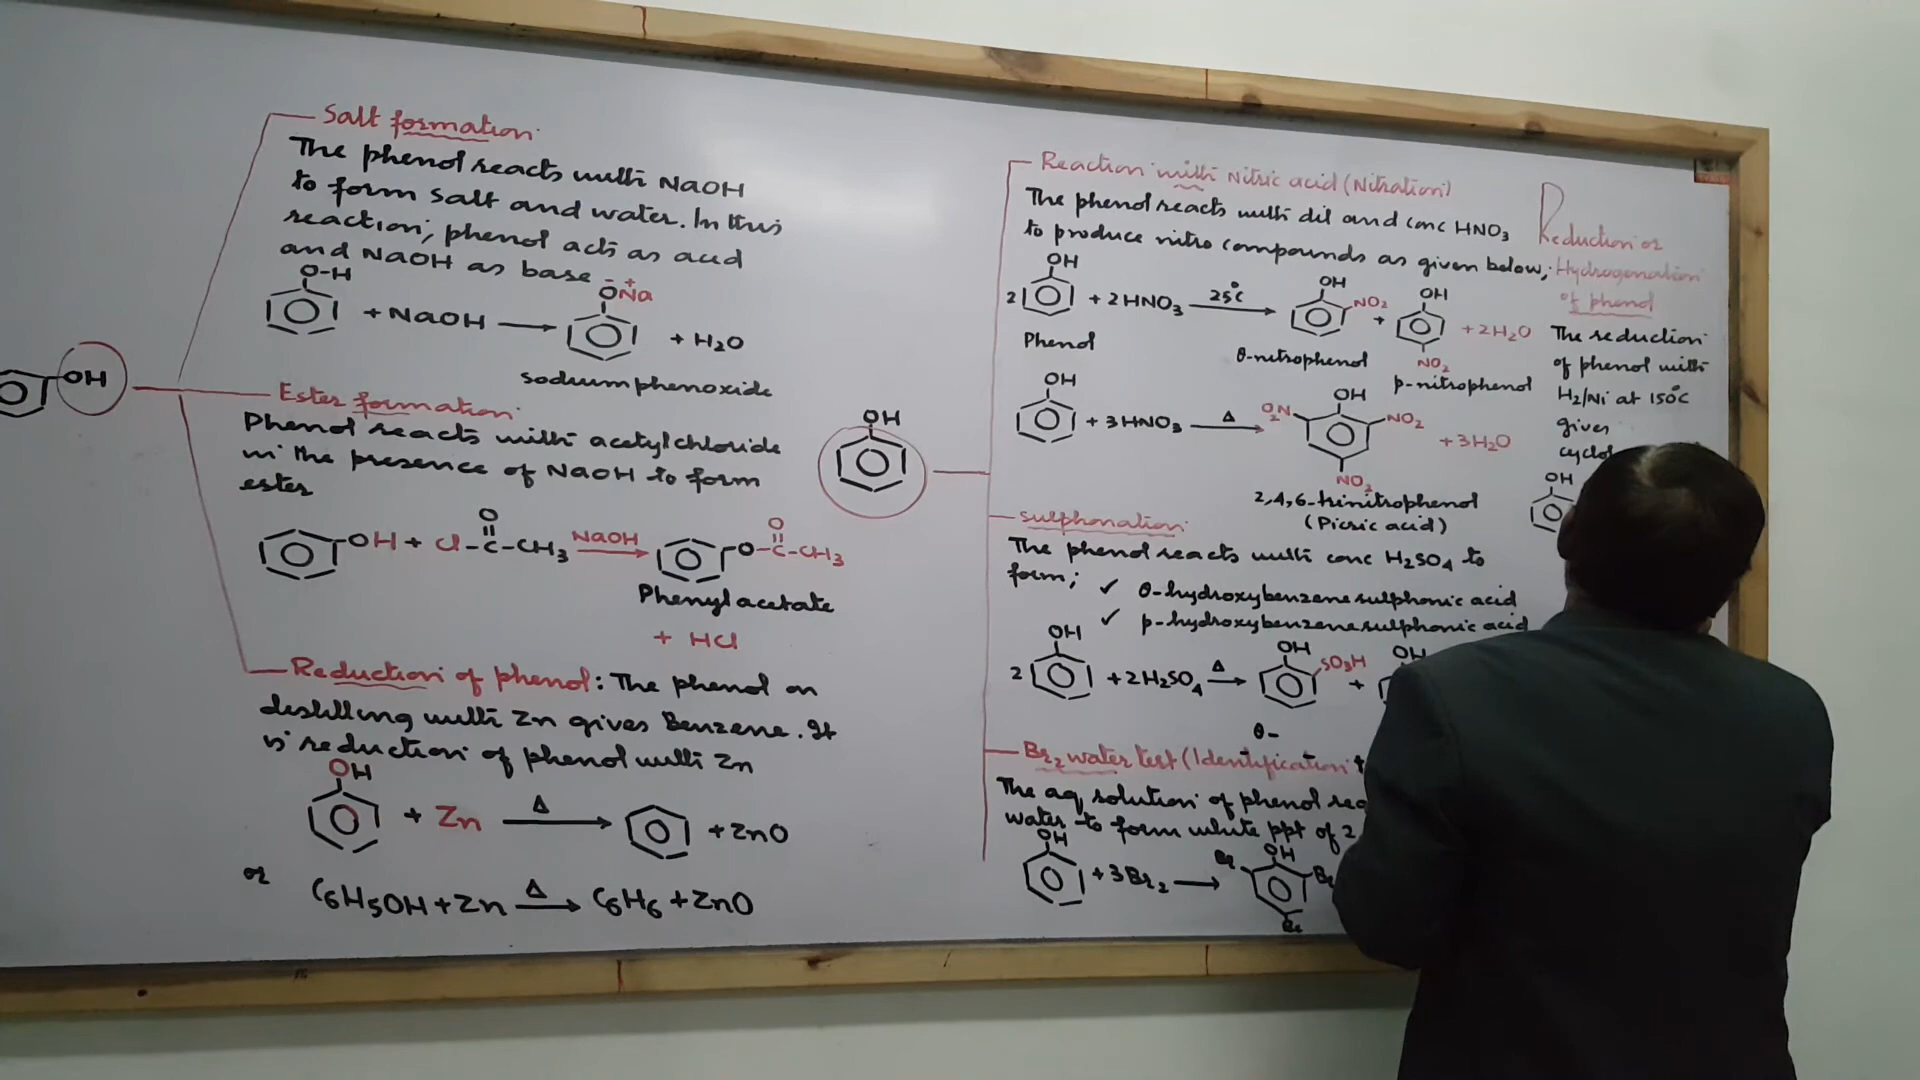 Salt formation:
The phenol reacts with NaOH
to form salt and water. In this
reaction; phenol acts as acid
and NaOH as base
O-H
+ NaOH ⟶
ŌNa⁺
+ H₂O
sodium phenoxide
OH
Ester formation:
Phenol reacts with acetylchloride
in the presence of NaOH to form
ester
OH + Cl-C-CH₃
O
NaOH
O-C-CH₃
O
Phenylacetate
+ HCl
Reduction of phenol: The phenol on
distilling with Zn gives Benzene. It
is reduction of phenol with Zn
OH
+ Zn
Δ
+ ZnO
or
C₆H₅OH + Zn Δ⟶ C₆H₆ + ZnO
OH
Reaction with Nitric acid (Nitration)
The phenol reacts with dil and conc HNO₃
to produce nitro compounds as given below;
OH
2
+ 2HNO₃
25°C
OH
NO₂
+
OH
NO₂
+ 2H₂O
Phenol
o-nitrophenol
p-nitrophenol
OH
+ 3HNO₃
Δ
OH
O₂N
NO₂
NO₂
+ 3H₂O
2,4,6-trinitrophenol
(Picric acid)
sulphonation:
The phenol reacts with conc H₂SO₄ to
form;
✓ o-hydroxybenzenesulphonic acid
✓ p-hydroxybenzenesulphonic acid
OH
2
+ 2H₂SO₄
Δ
OH
SO₃H
+
OH
o-
Br₂ water test (Identification
The aq solution of phenol
water to form white ppt of 2
OH
+ 3Br₂ ⟶
OH
Br
Br
Br
Reduction or
Hydrogenation
of phenol
The reduction
of phenol with
H₂/Ni at 150°C
gives
OH